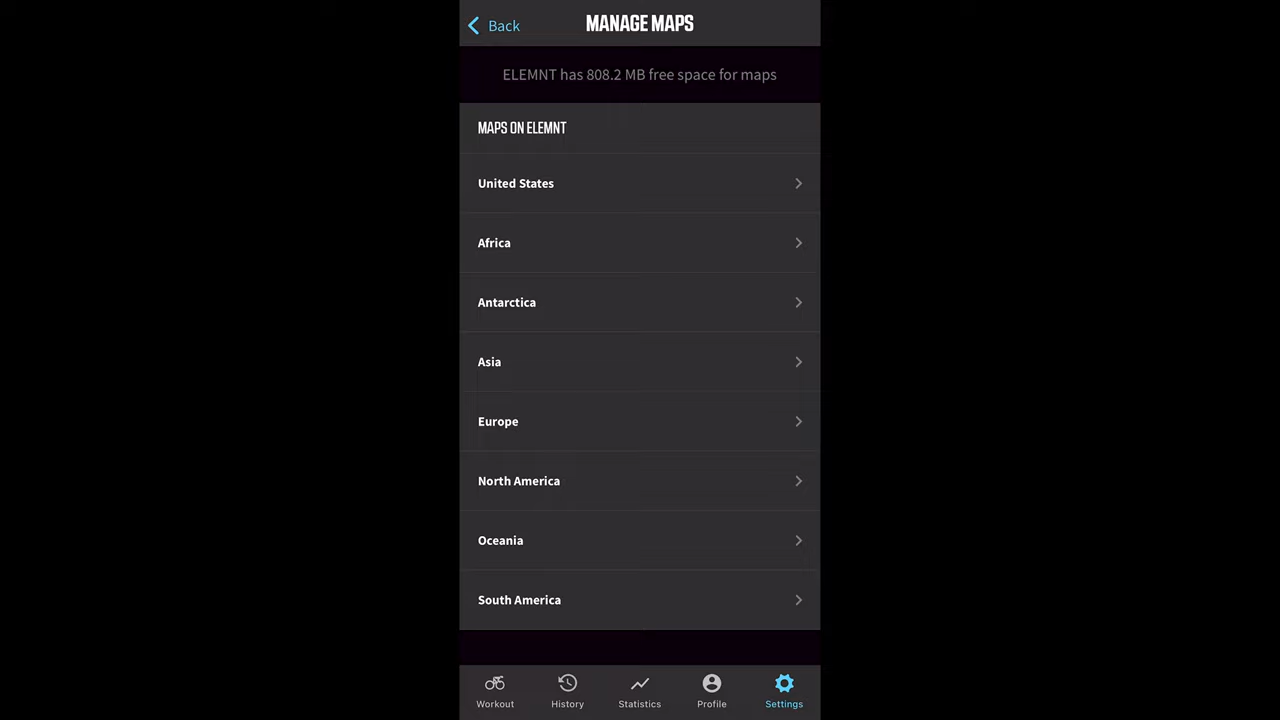 Back
MANAGE MAPS
ELEMNT has 808.2 MB free space for maps
MAPS ON ELEMNT
United States
Africa
Antarctica
Asia
Europe
North America
Oceania
South America
Workout
History
Statistics
Profile
Settings